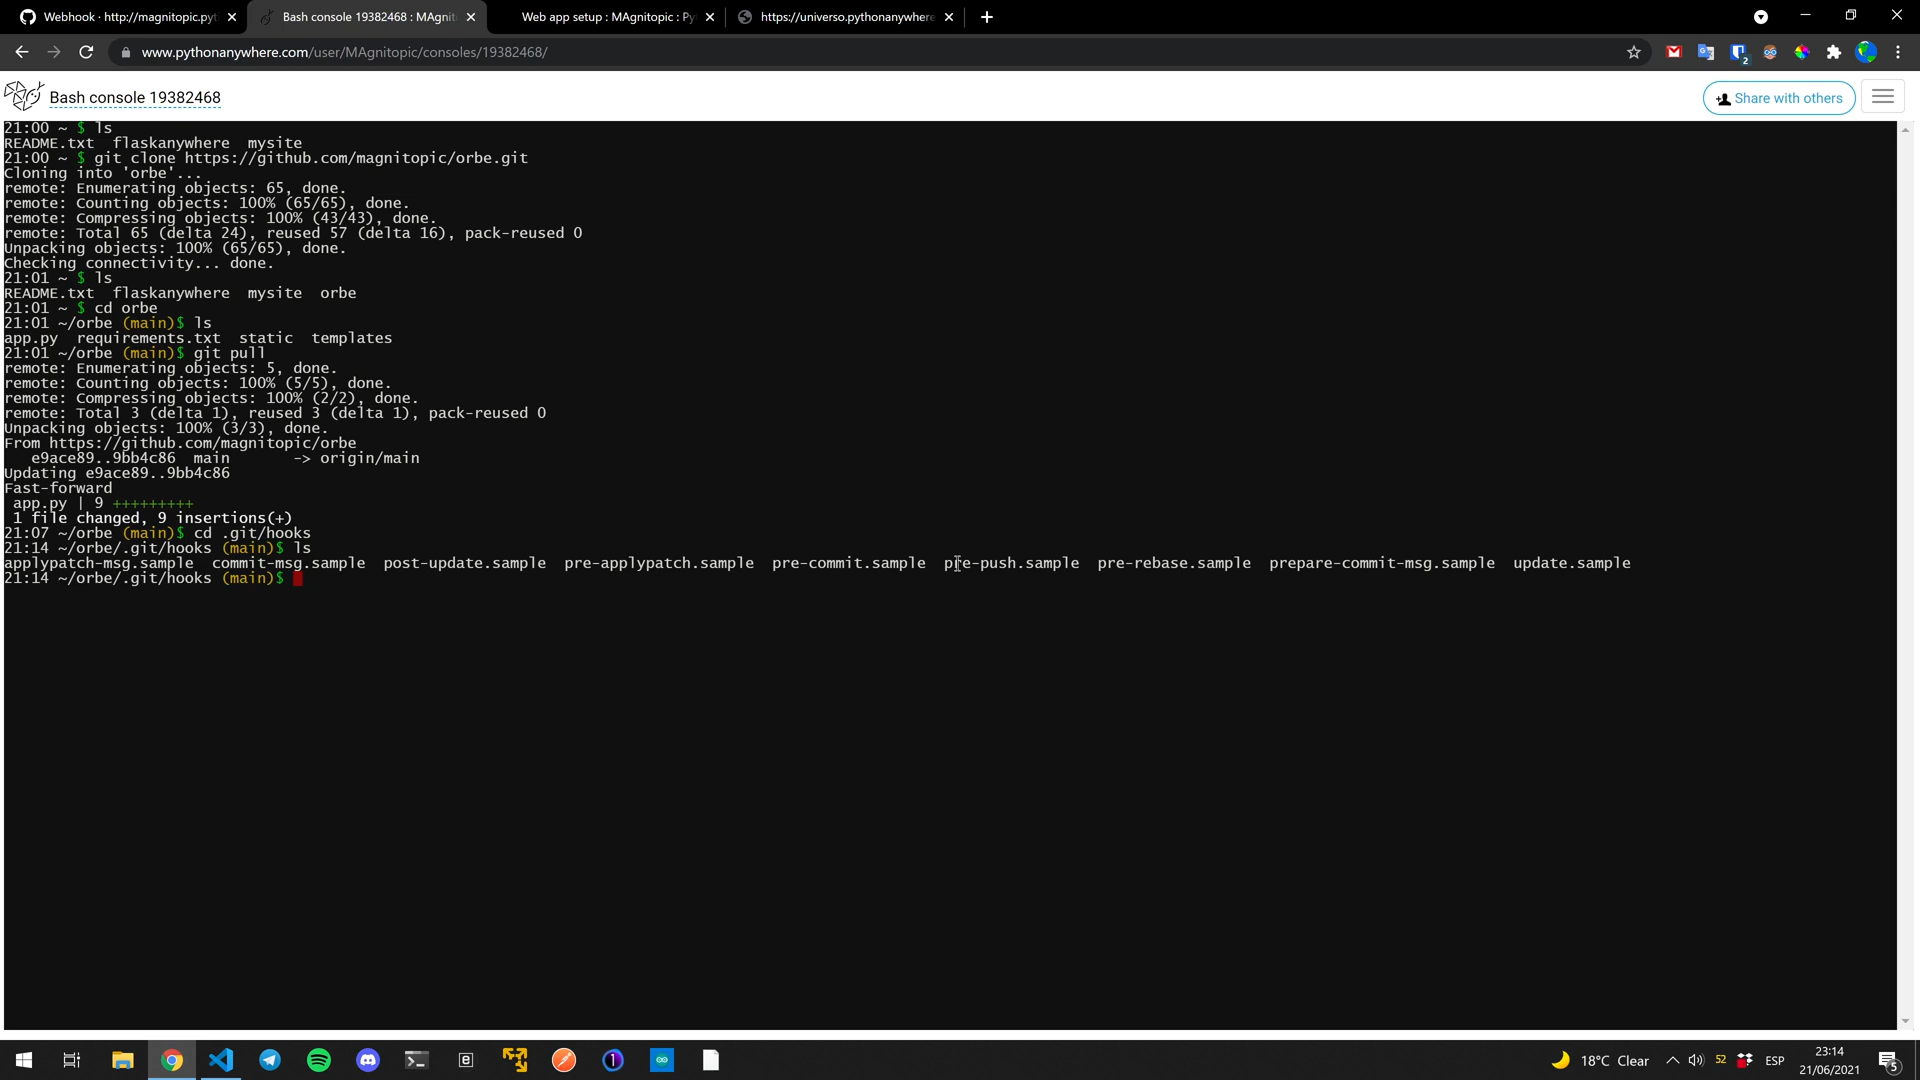 Webhook · http://magnitopic.pyt
Bash console 19382468 : MAgnit
Web app setup : MAgnitopic : Py
https://universo.pythonanywhere
www.pythonanywhere.com/user/MAgnitopic/consoles/19382468/
2
Bash console 19382468
Share with others
21:00 ~ $ ls
README.txt  flaskanywhere  mysite
21:00 ~ $ git clone https://github.com/magnitopic/orbe.git
Cloning into 'orbe'...
remote: Enumerating objects: 65, done.
remote: Counting objects: 100% (65/65), done.
remote: Compressing objects: 100% (43/43), done.
remote: Total 65 (delta 24), reused 57 (delta 16), pack-reused 0
Unpacking objects: 100% (65/65), done.
Checking connectivity... done.
21:01 ~ $ ls
README.txt  flaskanywhere  mysite  orbe
21:01 ~ $ cd orbe
21:01 ~/orbe (main)$ ls
app.py  requirements.txt  static  templates
21:01 ~/orbe (main)$ git pull
remote: Enumerating objects: 5, done.
remote: Counting objects: 100% (5/5), done.
remote: Compressing objects: 100% (2/2), done.
remote: Total 3 (delta 1), reused 3 (delta 1), pack-reused 0
Unpacking objects: 100% (3/3), done.
From https://github.com/magnitopic/orbe
   e9ace89..9bb4c86  main       -> origin/main
Updating e9ace89..9bb4c86
Fast-forward
 app.py | 9 +++++++++
 1 file changed, 9 insertions(+)
21:07 ~/orbe (main)$ cd .git/hooks
21:14 ~/orbe/.git/hooks (main)$ ls
applypatch-msg.sample  commit-msg.sample  post-update.sample  pre-applypatch.sample  pre-commit.sample  pre-push.sample  pre-rebase.sample  prepare-commit-msg.sample  update.sample
21:14 ~/orbe/.git/hooks (main)$
18°C Clear
52
ESP
23:14
21/06/2021
5